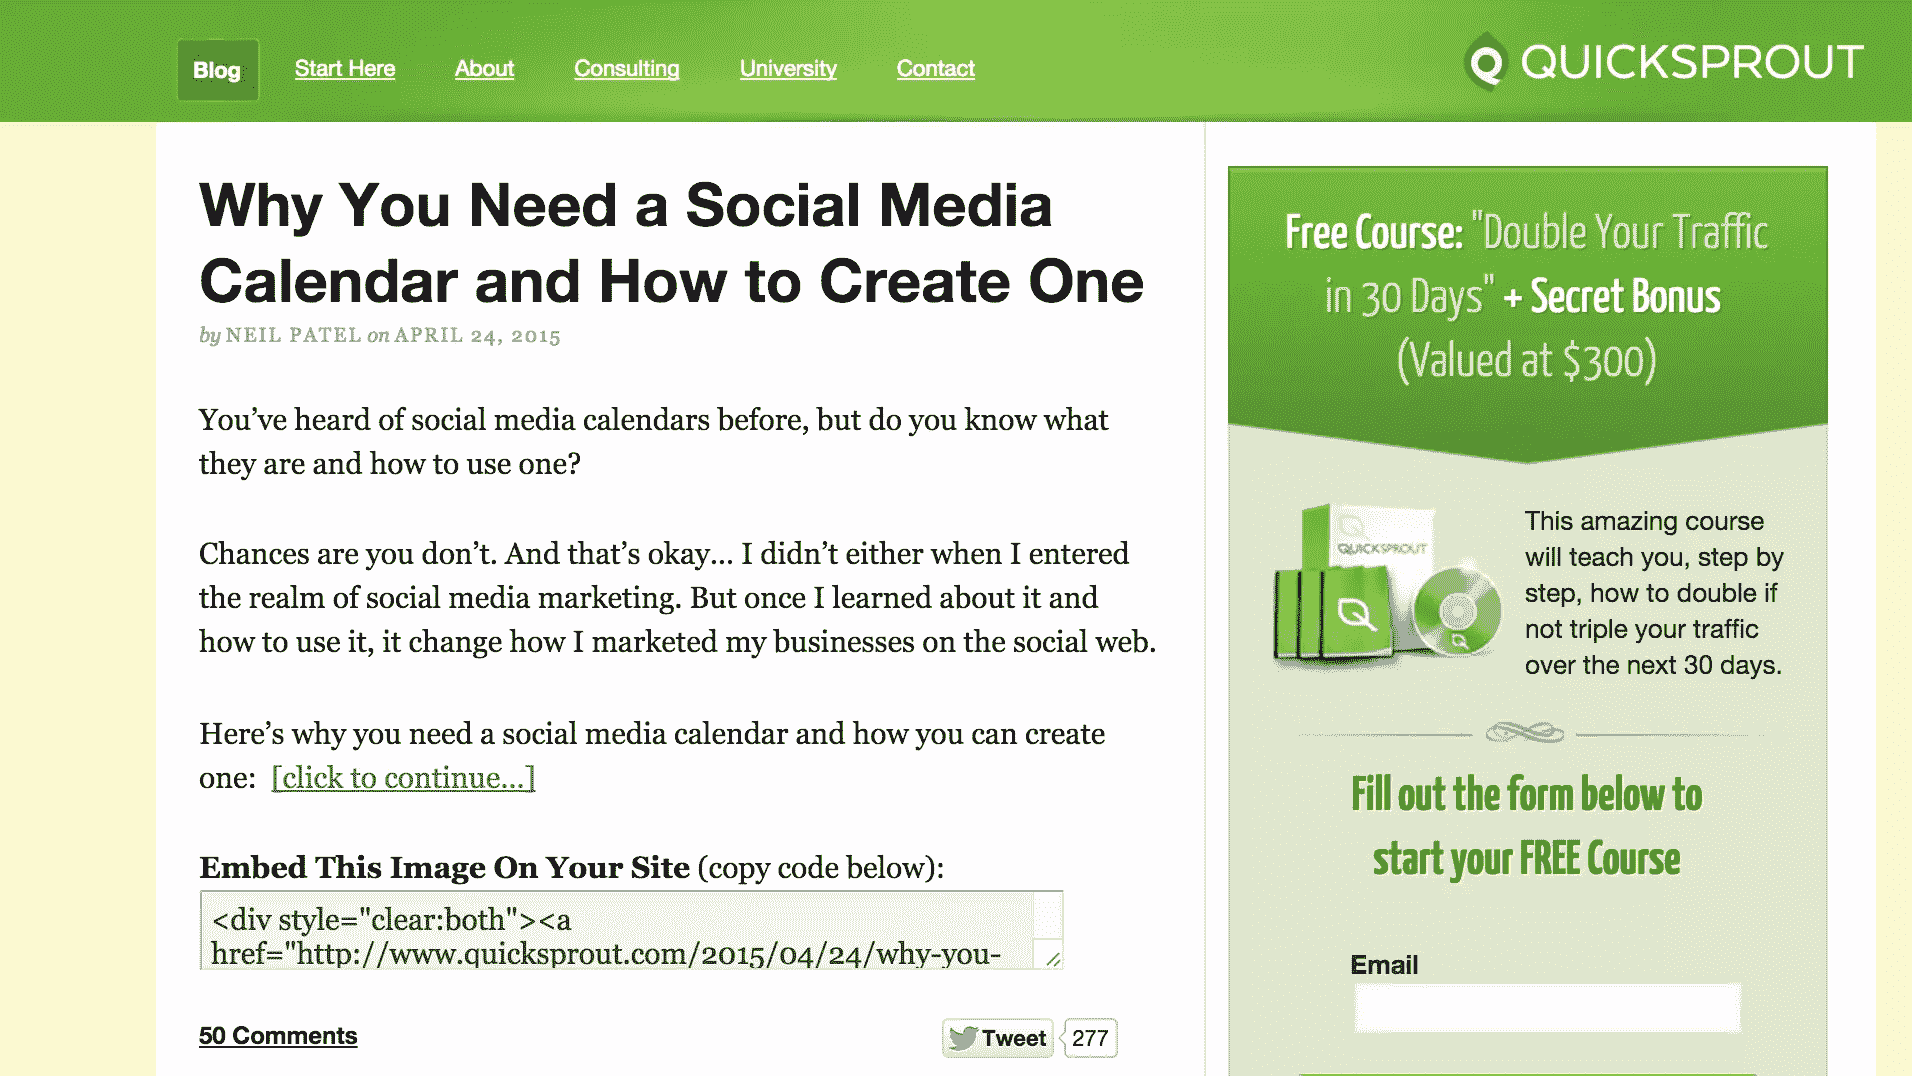 Blog
Start Here
About
Consulting
University
Contact
QUICKSPROUT
Why You Need a Social Media
Calendar and How to Create One
by NEIL PATEL on APRIL 24, 2015
You’ve heard of social media calendars before, but do you know what
they are and how to use one?
Chances are you don’t. And that’s okay… I didn’t either when I entered
the realm of social media marketing. But once I learned about it and
how to use it, it change how I marketed my businesses on the social web.
Here’s why you need a social media calendar and how you can create
one: [click to continue…]
Embed This Image On Your Site (copy code below):
<div style="clear:both"><a
href="http://www.quicksprout.com/2015/04/24/why-you-
50 Comments
Tweet
277
Free Course: "Double Your Traffic
in 30 Days" + Secret Bonus
(Valued at $300)
QUICKSPROUT
This amazing course
will teach you, step by
step, how to double if
not triple your traffic
over the next 30 days.
Fill out the form below to
start your FREE Course
Email